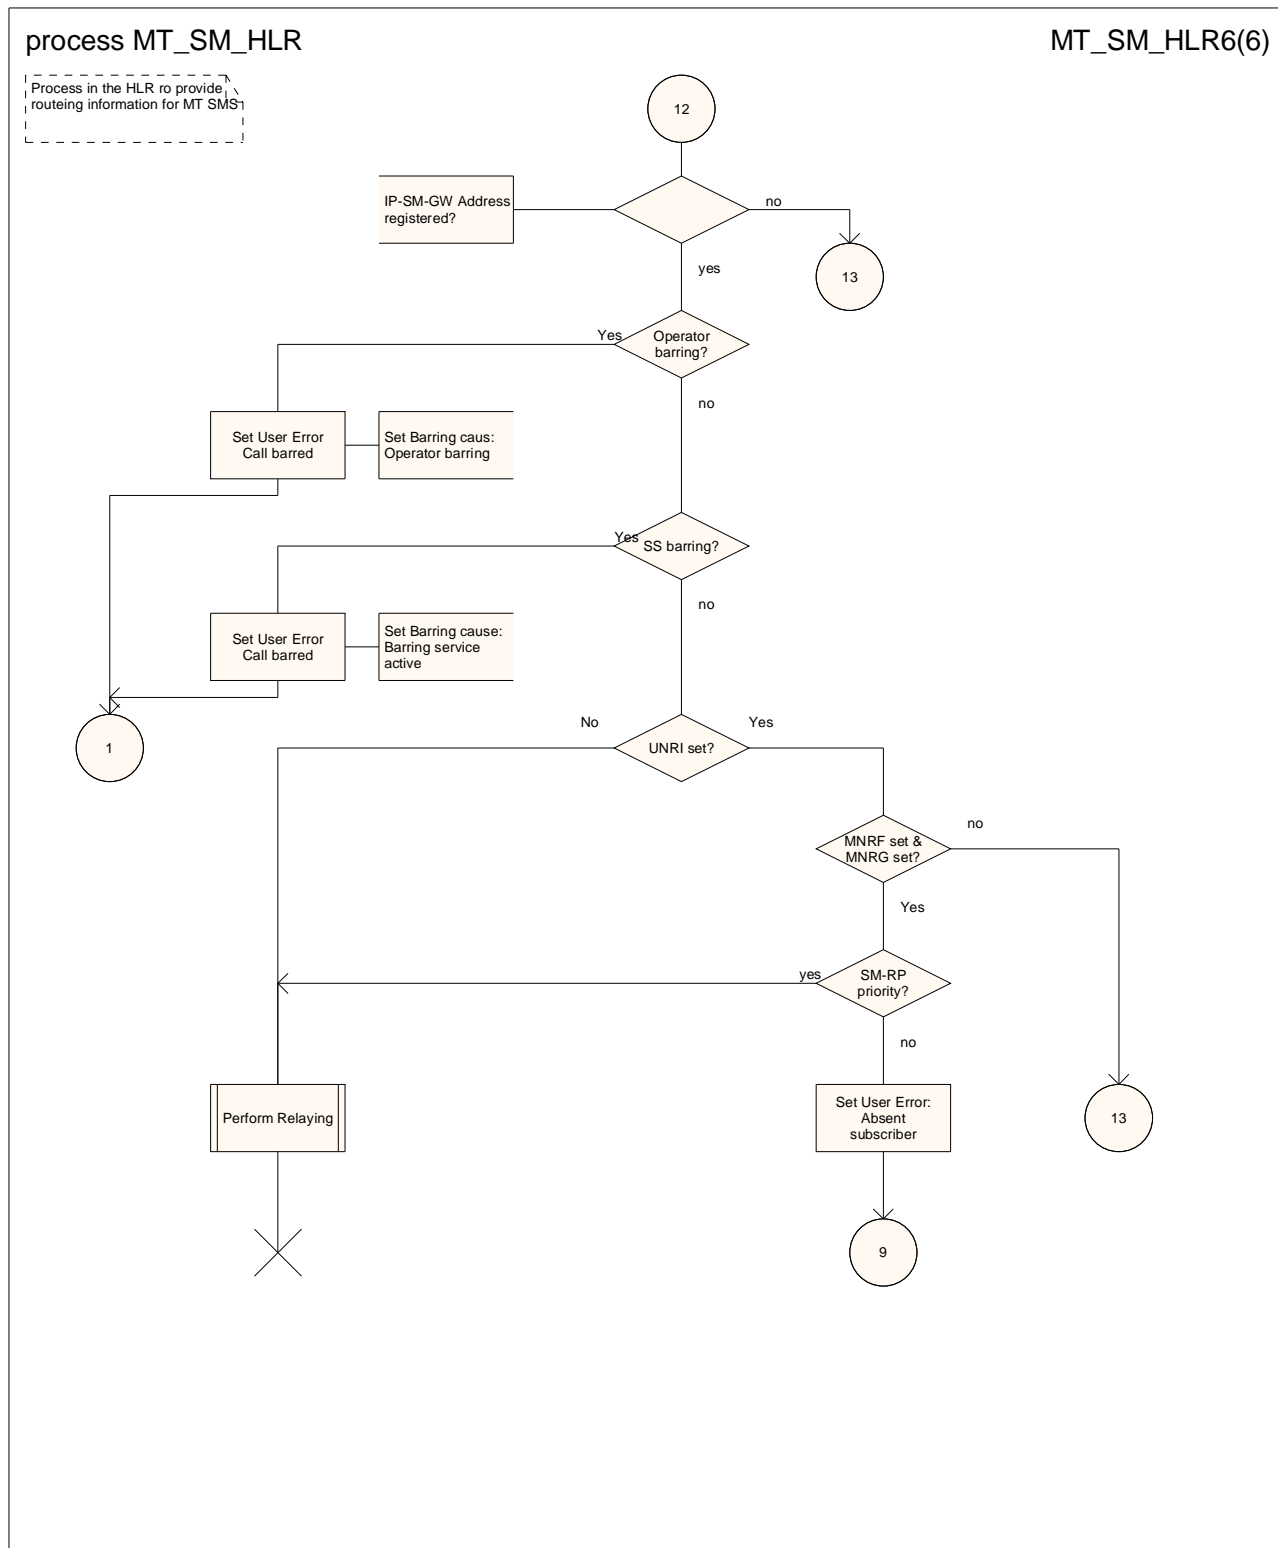 process MT_SM_HLR
MT_SM_HLR6(6)
Process in the HLR ro provide
routeing information for MT SMS
12
IP-SM-GW Address
registered?
no
13
yes
Operator
barring?
Yes
no
Set User Error
Call barred
Set Barring caus:
Operator barring
SS barring?
Yes
no
Set User Error
Call barred
Set Barring cause:
Barring service
active
1
No
UNRI set?
Yes
MNRF set &
MNRG set?
no
Yes
yes
SM-RP
priority?
no
Perform Relaying
Set User Error:
Absent
subscriber
13
9